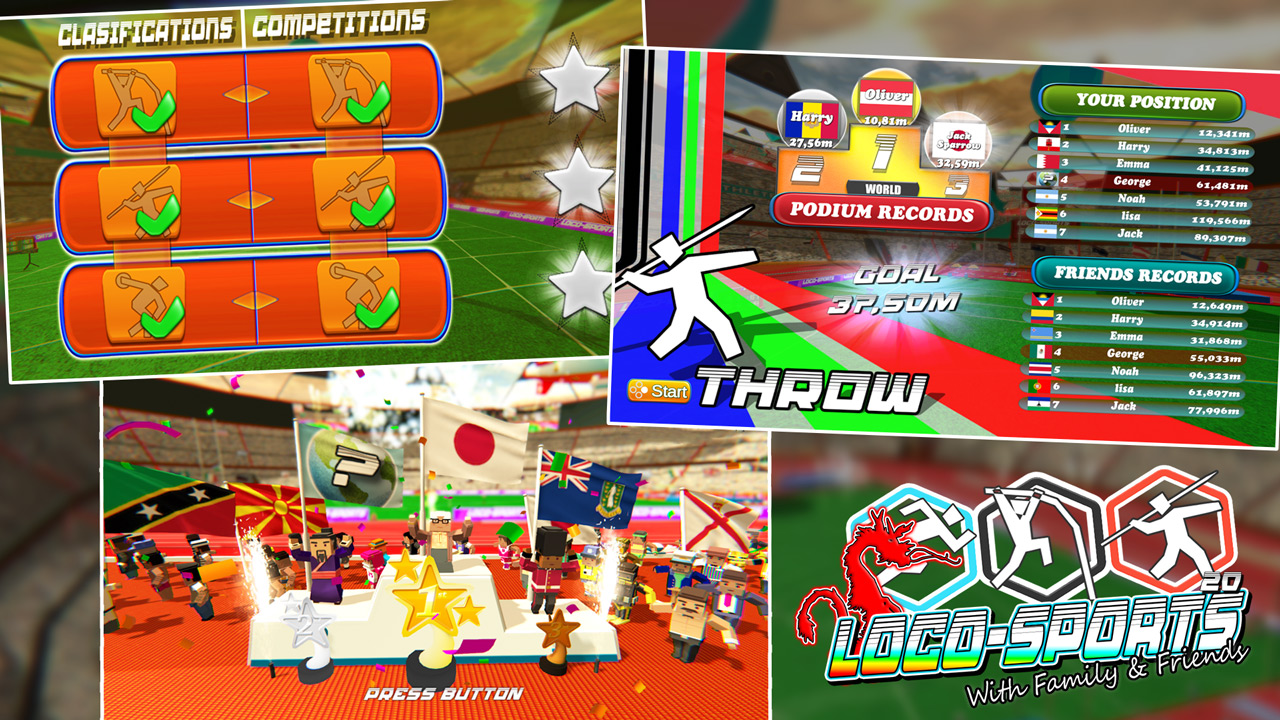 CLASIFICATIONS
COMPETITIONS
Harry
27,56m
Oliver
10,81m
Jack
Sparrow
32,59m
2
1
3
WORLD
PODIUM RECORDS
GOAL
37,50M
Start
THROW
YOUR POSITION
1 Oliver 12,341m
2 Harry 34,813m
3 Emma 41,125m
4 George 61,481m
5 Noah 53,791m
6 lisa 119,566m
7 Jack 89,307m
FRIENDS RECORDS
1 Oliver 12,649m
2 Harry 34,914m
3 Emma 31,868m
4 George 55,033m
5 Noah 96,323m
6 lisa 61,897m
7 Jack 77,996m
?
2
1st
3
PRESS BUTTON
20
LOCO-SPORTS
With Family & Friends